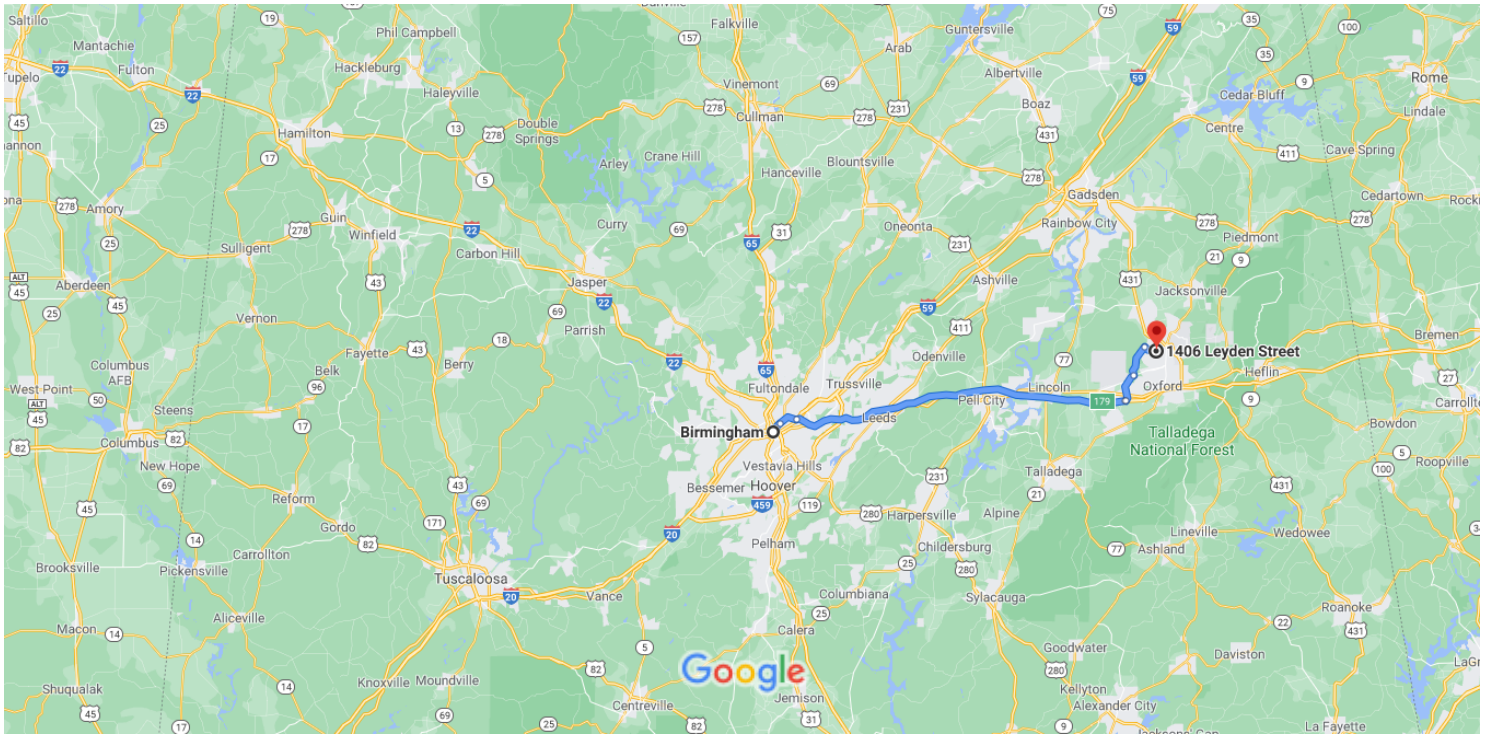 Saltillo
Danville
Falkville
Phil Campbell
Arab
Guntersville
Mantachie
Fulton
Hackleburg
Vinemont
Albertville
Rome
Tupelo
Haleyville
Cullman
Boaz
Cedar Bluff
Lindale
Hamilton
Double
Springs
Centre
Cave Spring
Arley
Crane Hill
Hanceville
Blountsville
Gadsden
Cedartown
Amory
Guin
Winfield
Curry
Oneonta
Rainbow City
Piedmont
Sulligent
Carbon Hill
Jasper
Ashville
Jacksonville
Aberdeen
Vernon
Parrish
Bremen
Fayette
Odenville
1406 Leyden Street
Columbus
AFB
Belk
Berry
Fultondale
Trussville
Lincoln
Oxford
Heflin
West Point
Steens
Pell City
179
Birmingham
Leeds
Bowdon
Columbus
Talladega
National Forest
New Hope
Vestavia Hills
Roopville
Bessemer
Hoover
Talladega
Reform
Gordo
Harpersville
Alpine
Pelham
Lineville
Wedowee
Carrollton
Childersburg
Ashland
Brooksville
Pickensville
Tuscaloosa
Vance
Columbiana
Sylacauga
Roanoke
Aliceville
Macon
Calera
Goodwater
Daviston
Google
Shuqualak
Knoxville
Moundville
Centreville
Jemison
Kellyton
Alexander City
La Fayette